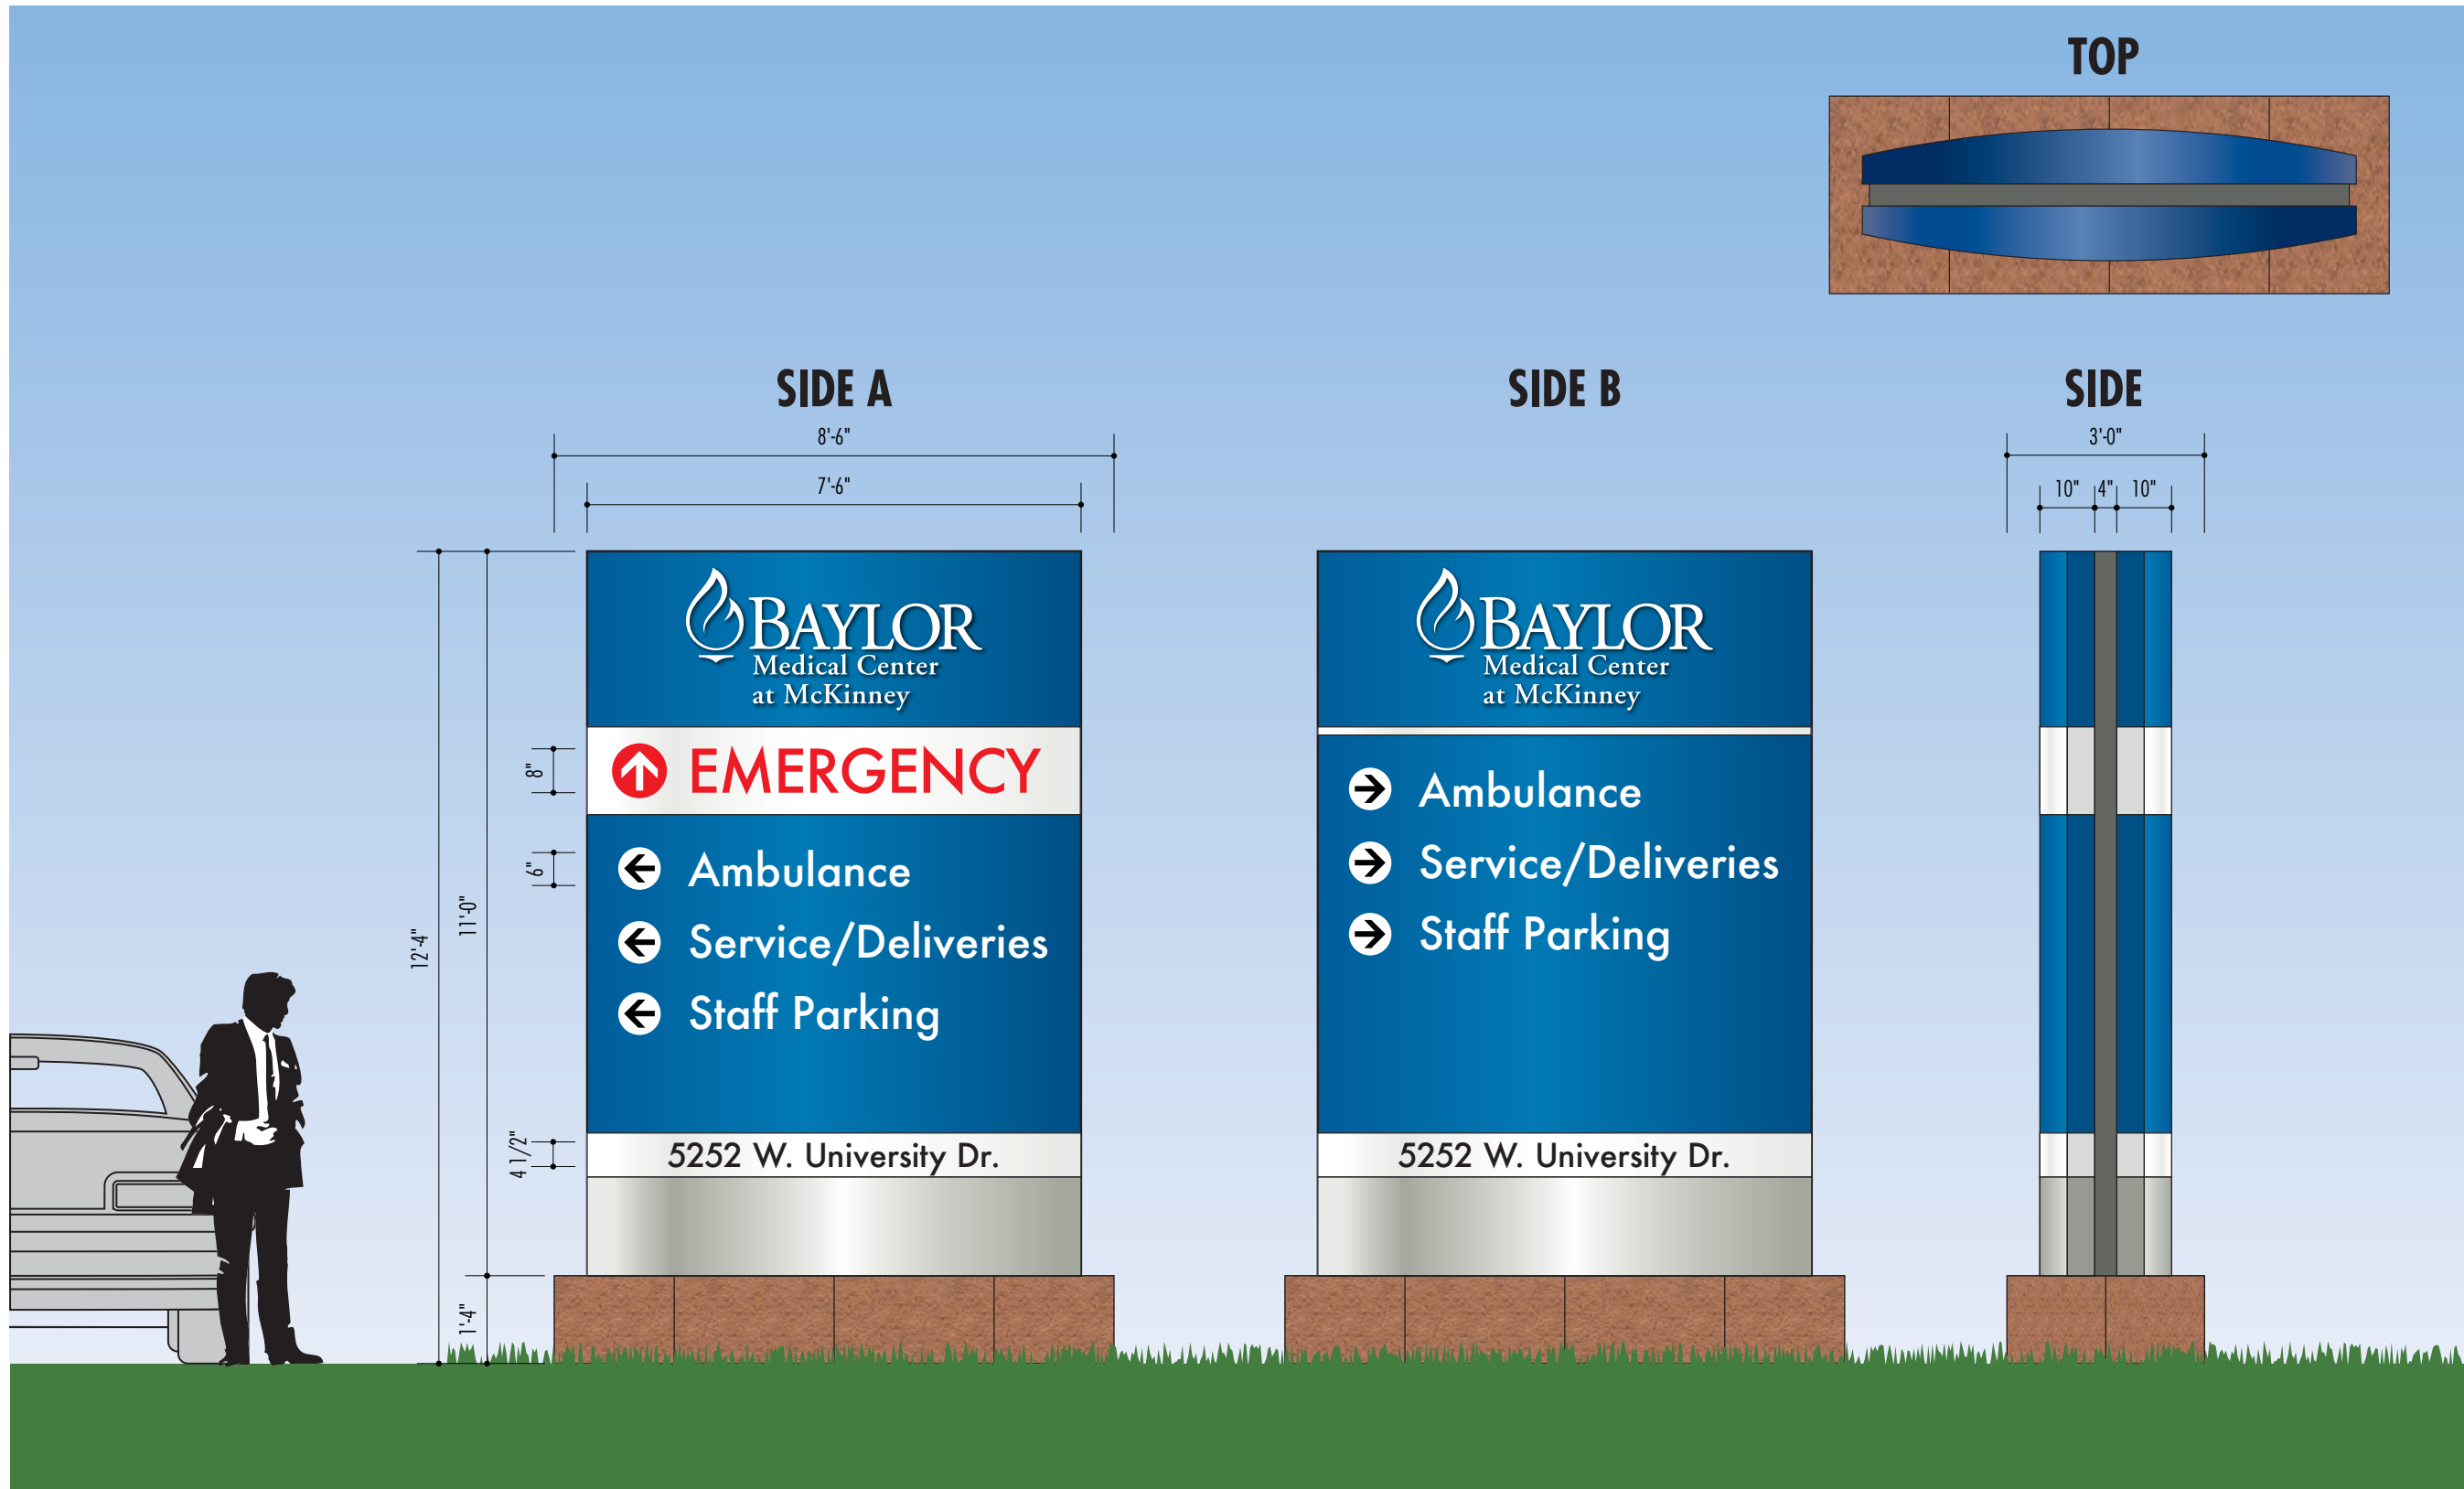 TOP
SIDE A
SIDE B
SIDE
8'-6"
7'-6"
3'-0"
10" 4" 10"
BAYLOR
Medical Center
at McKinney
EMERGENCY
Ambulance
Service/Deliveries
Staff Parking
5252 W. University Dr.
8"
6"
4 1/2"
11'-0"
12'-4"
1'-4"
BAYLOR
Medical Center
at McKinney
Ambulance
Service/Deliveries
Staff Parking
5252 W. University Dr.